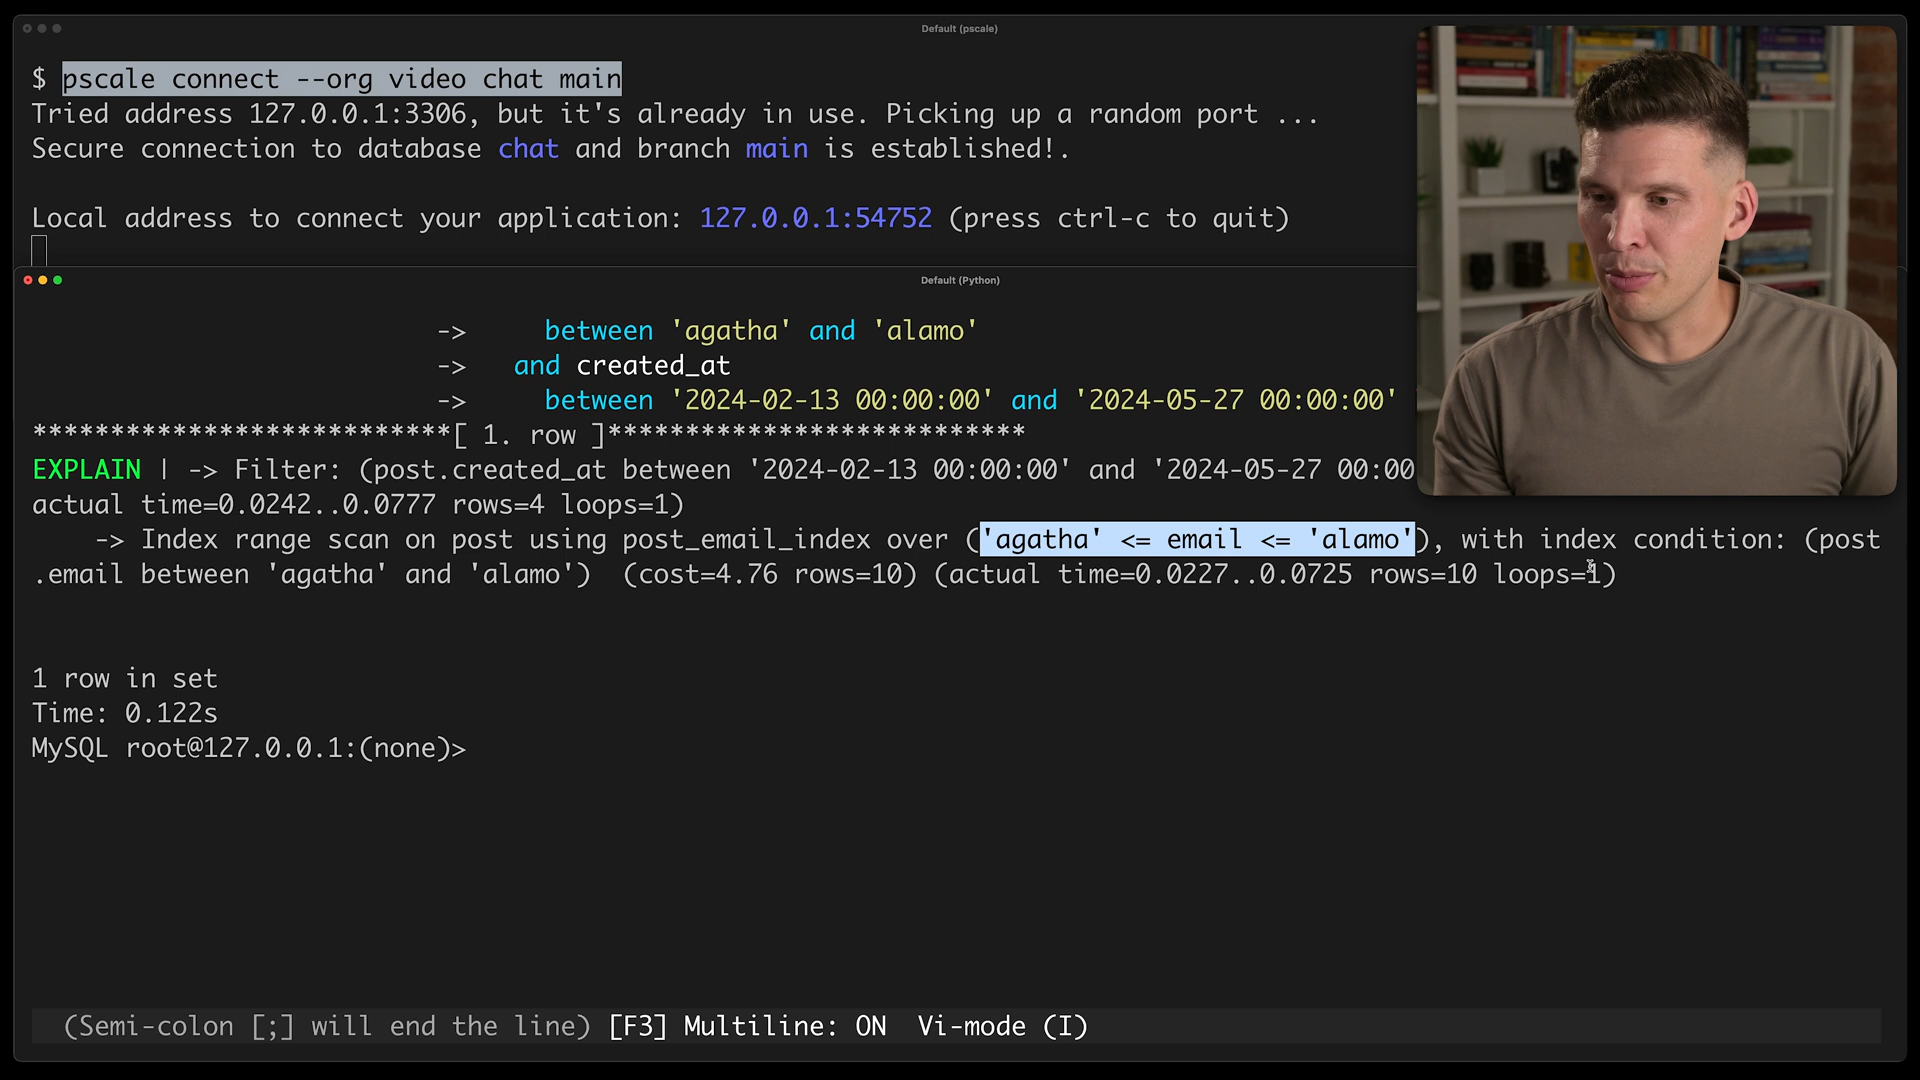 Default (pscale)
$ pscale connect --org video chat main
Tried address 127.0.0.1:3306, but it's already in use. Picking up a random port ...
Secure connection to database chat and branch main is established!.
Local address to connect your application: 127.0.0.1:54752 (press ctrl-c to quit)
Default (Python)
->     between 'agatha' and 'alamo'
->   and created_at
->     between '2024-02-13 00:00:00' and '2024-05-27 00:00:00'
***************************[ 1. row ]***************************
EXPLAIN | -> Filter: (post.created_at between '2024-02-13 00:00:00' and '2024-05-27 00:00
actual time=0.0242..0.0777 rows=4 loops=1)
    -> Index range scan on post using post_email_index over ('agatha' <= email <= 'alamo'), with index condition: (post
.email between 'agatha' and 'alamo')  (cost=4.76 rows=10) (actual time=0.0227..0.0725 rows=10 loops=1)
1 row in set
Time: 0.122s
MySQL root@127.0.0.1:(none)>
(Semi-colon [;] will end the line) [F3] Multiline: ON  Vi-mode (I)